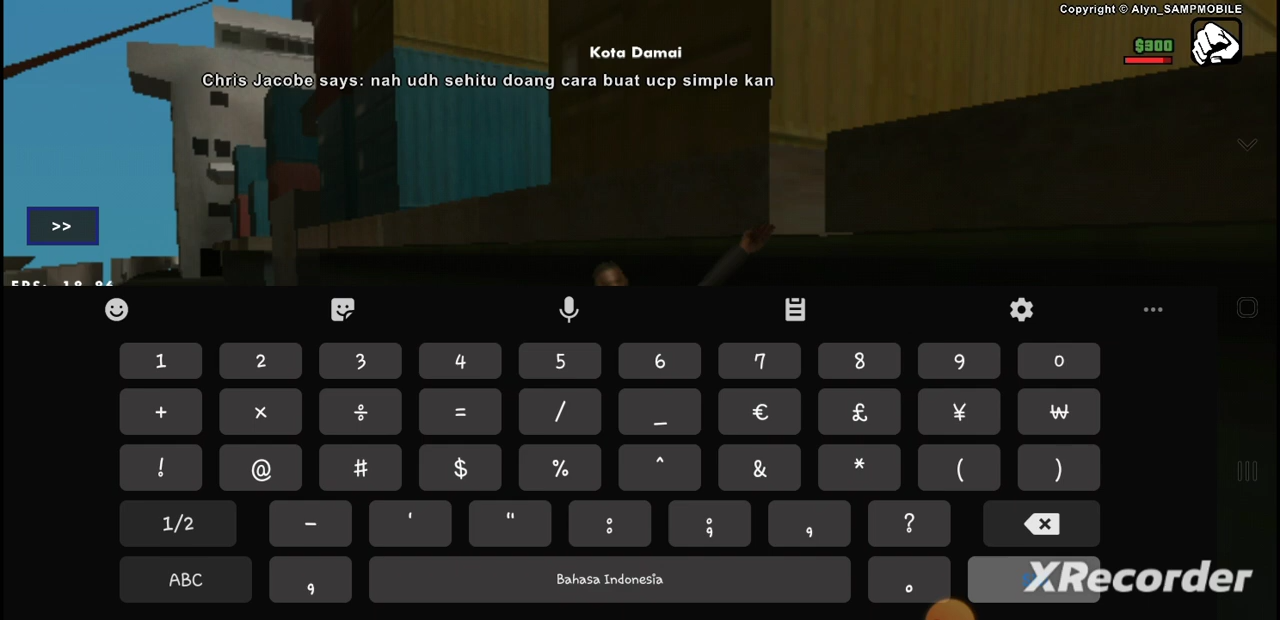 Copyright © Alyn_SAMPMOBILE
Kota Damai
$300
Chris Jacobe says: nah udh sehitu doang cara buat ucp simple kan
>>
1 2 3 4 5 6 7 8 9 0
+ × ÷ = / _ € £ ¥ ₩
! @ # $ % ^ & * ( )
1/2 - ' " : ; , ?
ABC , Bahasa Indonesia .
XRecorder